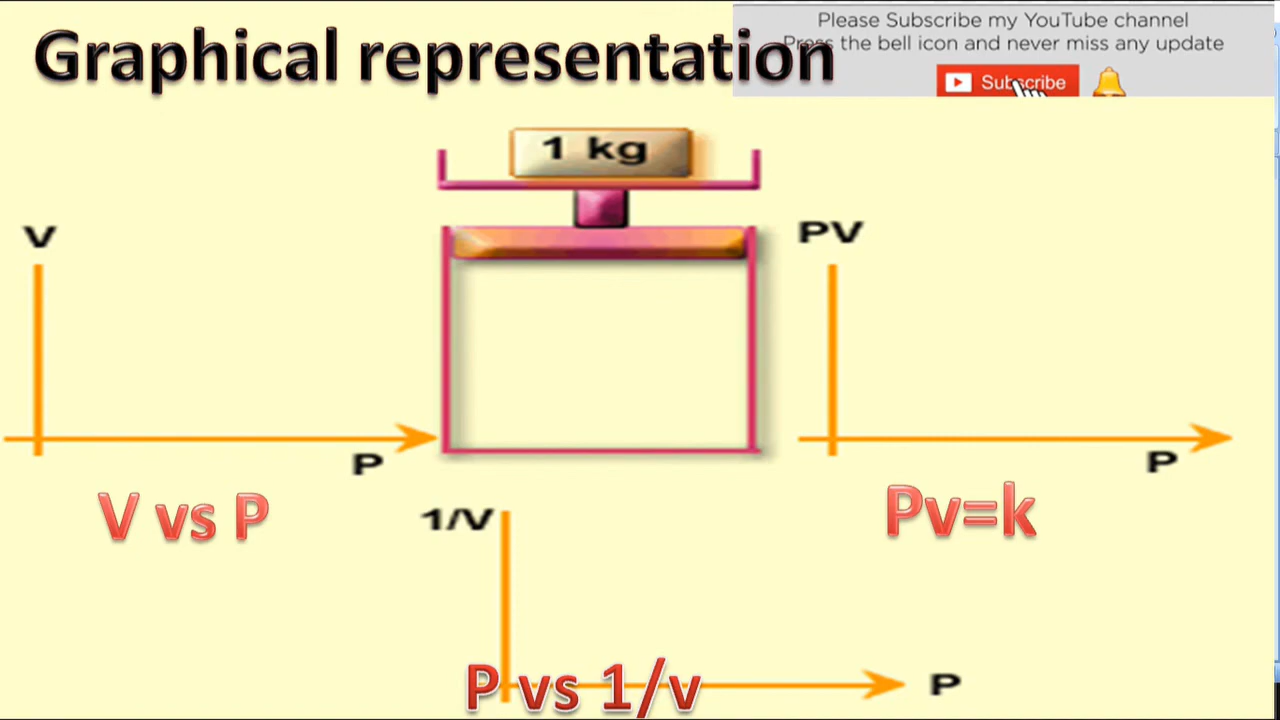 Graphical representation
Please Subscribe my YouTube channel
Press the bell icon and never miss any update
Subscribe
1 kg
V
PV
P
P
V vs P
Pv=k
1/V
P vs 1/v
P